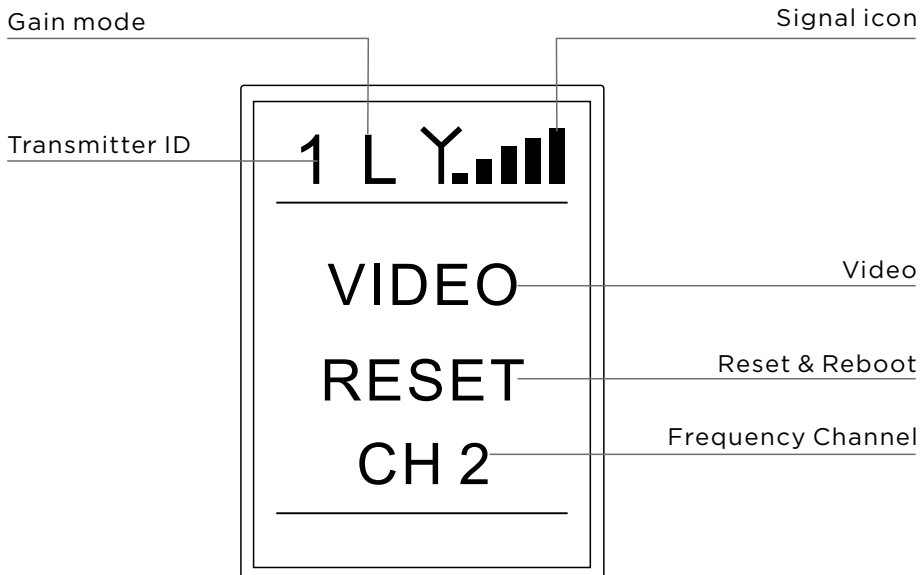 Gain mode
Signal icon
Transmitter ID
1 L
VIDEO
Video
RESET
Reset & Reboot
CH 2
Frequency Channel